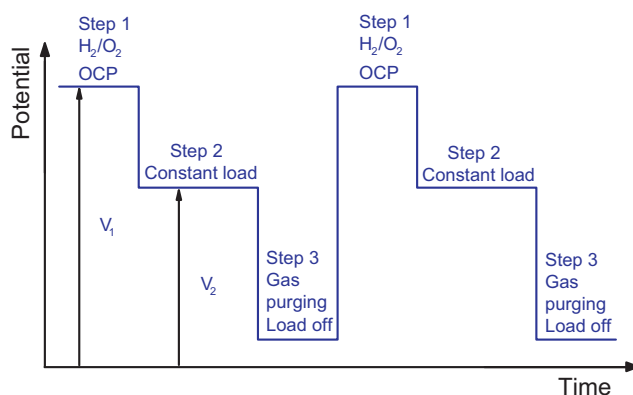 Step 1
H₂/O₂
OCP
Step 1
H₂/O₂
OCP
Potential
Step 2
Constant load
Step 2
Constant load
V₁
V₂
Step 3
Gas
purging
Load off
Step 3
Gas
purging
Load off
Time